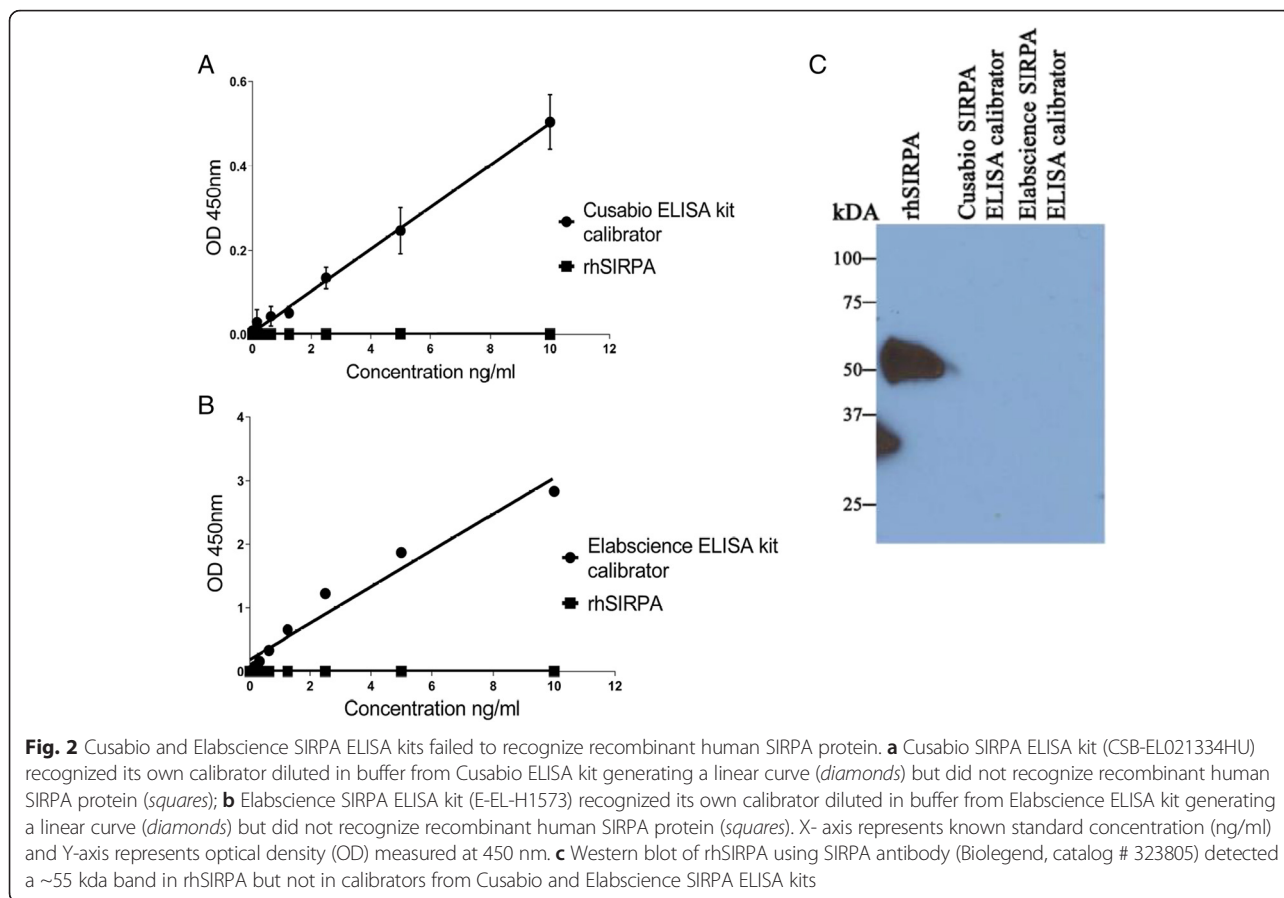 A
0.6
0.4
0.2
0.0
OD 450nm
0 2 4 6 8 10 12
Concentration ng/ml
Cusabio ELISA kit
calibrator
rhSIRPA
B
4
3
2
1
0
OD 450nm
0 2 4 6 8 10 12
Concentration ng/ml
Elabscience ELISA kit
calibrator
rhSIRPA
C
kDA
rhSIRPA
Cusabio SIRPA
ELISA calibrator
Elabscience SIRPA
ELISA calibrator
100
75
50
37
25
Fig. 2 Cusabio and Elabscience SIRPA ELISA kits failed to recognize recombinant human SIRPA protein. a Cusabio SIRPA ELISA kit (CSB-EL021334HU)
recognized its own calibrator diluted in buffer from Cusabio ELISA kit generating a linear curve (diamonds) but did not recognize recombinant human
SIRPA protein (squares); b Elabscience SIRPA ELISA kit (E-EL-H1573) recognized its own calibrator diluted in buffer from Elabscience ELISA kit generating
a linear curve (diamonds) but did not recognize recombinant human SIRPA protein (squares). X- axis represents known standard concentration (ng/ml)
and Y-axis represents optical density (OD) measured at 450 nm. c Western blot of rhSIRPA using SIRPA antibody (Biolegend, catalog # 323805) detected
a ~55 kda band in rhSIRPA but not in calibrators from Cusabio and Elabscience SIRPA ELISA kits